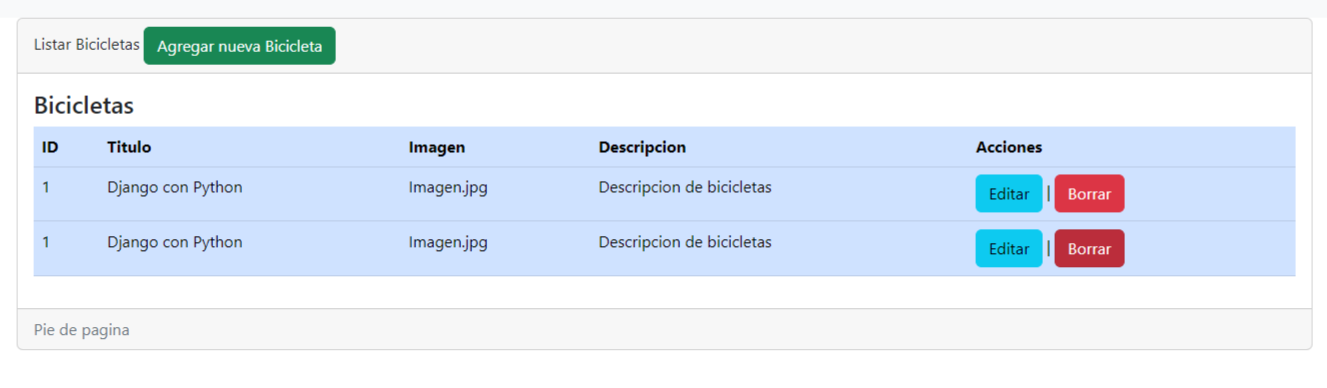 Listar Bicicletas Agregar nueva Bicicleta
Bicicletas
ID Titulo Imagen Descripcion Acciones
1 Django con Python Imagen.jpg Descripcion de bicicletas Editar | Borrar
1 Django con Python Imagen.jpg Descripcion de bicicletas Editar | Borrar
Pie de pagina